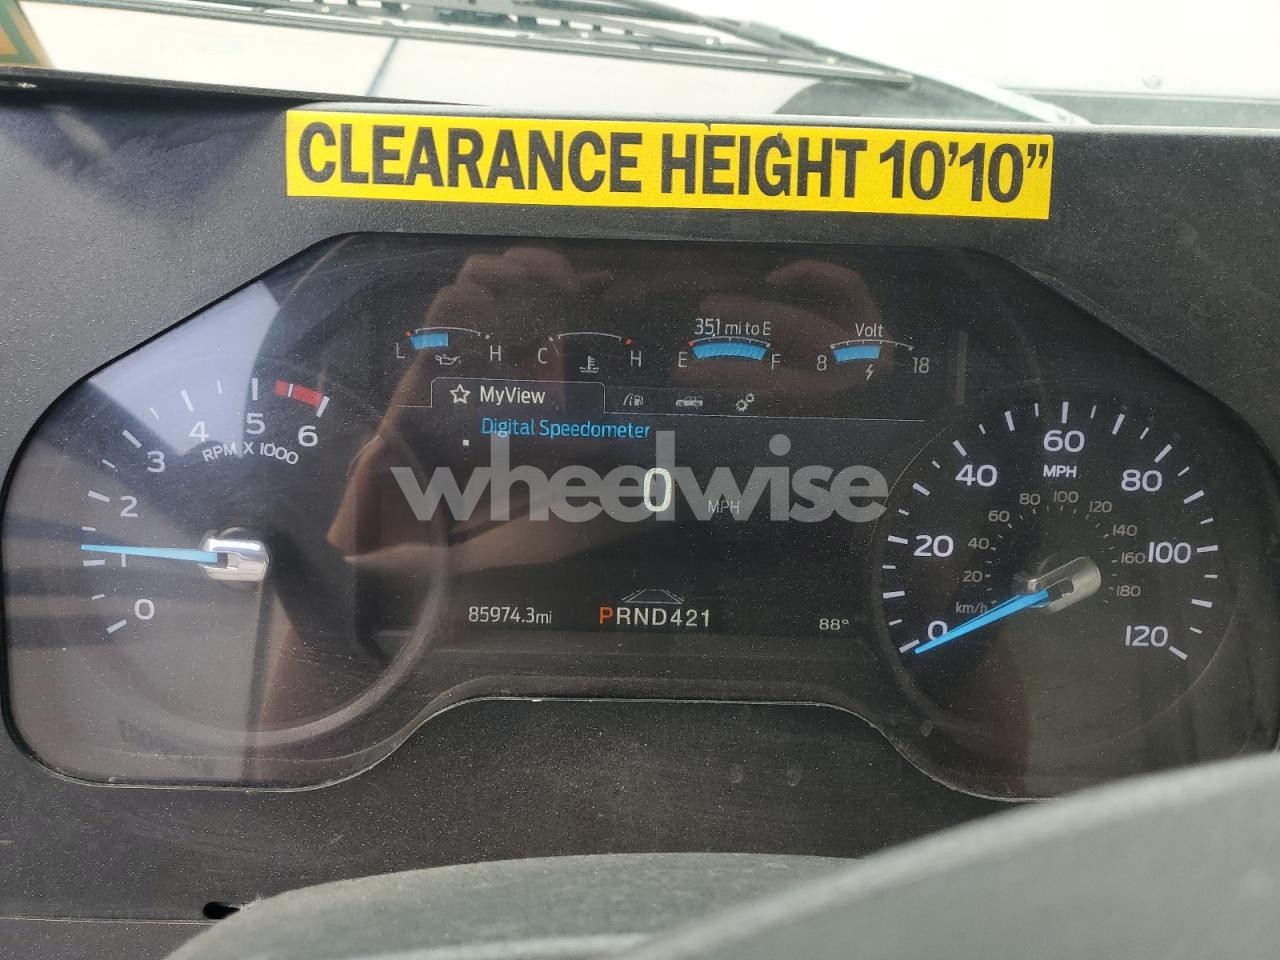 CLEARANCE HEIGHT 10'10"
351 mi to E
Volt
L H C H E F 8 18
MyView
Digital Speedometer
0 MPH
wheelwise
85974.3mi PRND421 88°
0 1 2 3 4 5 6
RPM X 1000
0 20 40 60 80 100 120
MPH
20 40 60 80 100 120 140 160 180
km/h